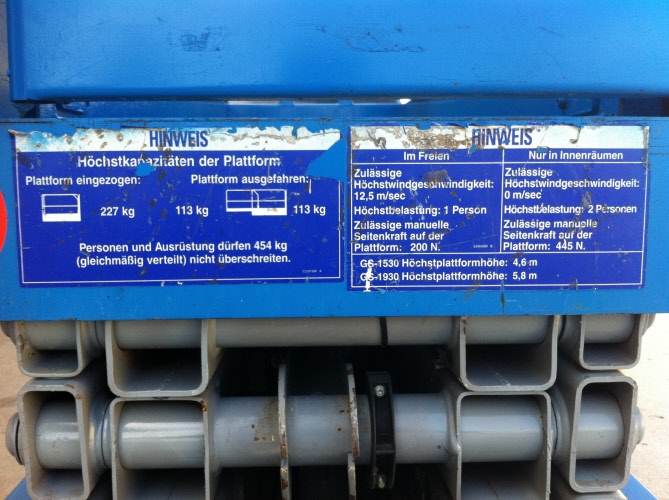 HINWEIS
Höchstkapazitäten der Plattform
Plattform eingezogen: Plattform ausgefahren:
227 kg 113 kg 113 kg
Personen und Ausrüstung dürfen 454 kg
(gleichmäßig verteilt) nicht überschreiten.
HINWEIS
Im Freien
Zulässige
Höchstwindgeschwindigkeit:
12,5 m/sec
Höchstbelastung: 1 Person
Zulässige manuelle
Seitenkraft auf der
Plattform: 200 N.
Nur in Innenräumen
Zulässige
Höchstwindgeschwindigkeit:
0 m/sec
Höchstbelastung: 2 Personen
Zulässige manuelle
Seitenkraft auf der
Plattform: 445 N.
GS-1530 Höchstplattformhöhe: 4,6 m
GS-1930 Höchstplattformhöhe: 5,8 m